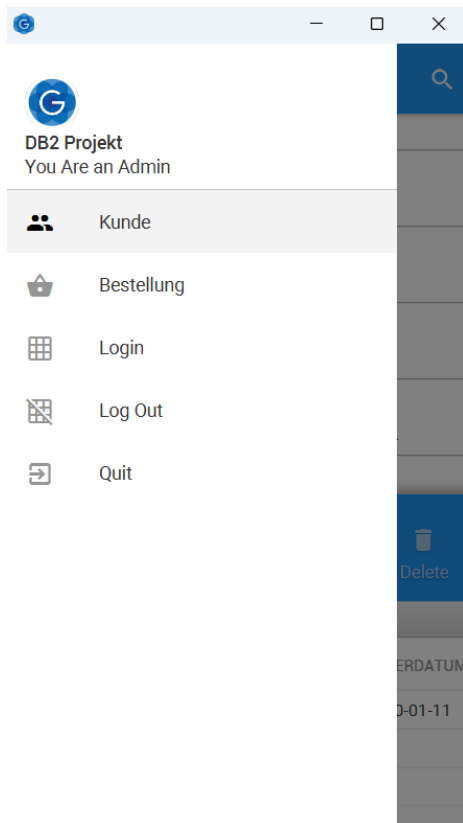 G
G
DB2 Projekt
You Are an Admin
Kunde
Bestellung
Login
Log Out
Quit
Delete
ERDATUM
0-01-11